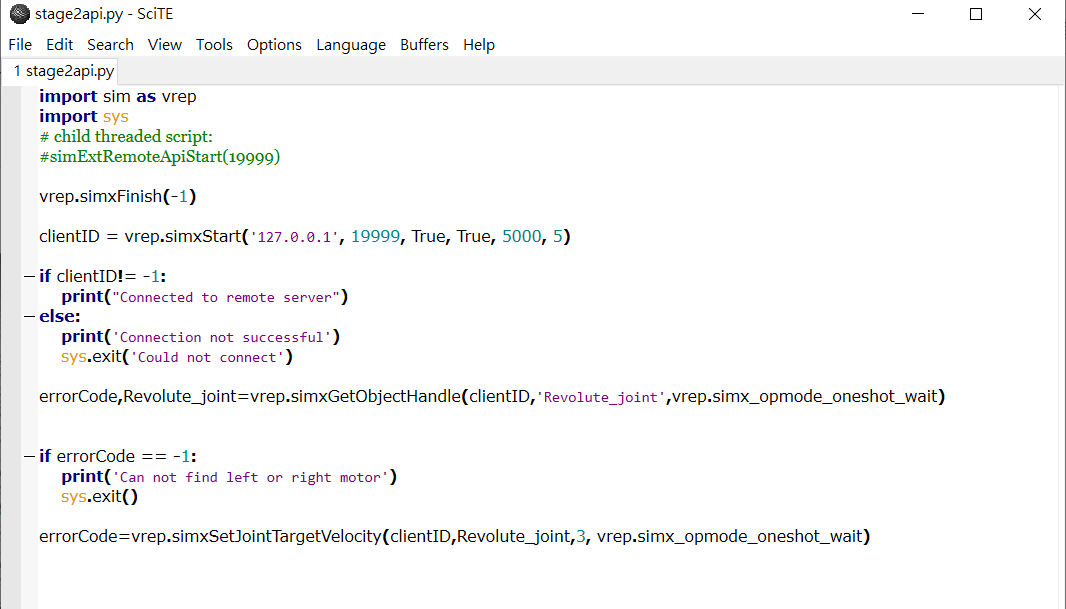 stage2api.py - SciTE
File Edit Search View Tools Options Language Buffers Help
1 stage2api.py
import sim as vrep
import sys
# child threaded script:
#simExtRemoteApiStart(19999)
vrep.simxFinish(-1)
clientID = vrep.simxStart('127.0.0.1', 19999, True, True, 5000, 5)
if clientID!= -1:
print("Connected to remote server")
else:
print('Connection not successful')
sys.exit('Could not connect')
errorCode,Revolute_joint=vrep.simxGetObjectHandle(clientID,'Revolute_joint',vrep.simx_opmode_oneshot_wait)
if errorCode == -1:
print('Can not find left or right motor')
sys.exit()
errorCode=vrep.simxSetJointTargetVelocity(clientID,Revolute_joint,3, vrep.simx_opmode_oneshot_wait)